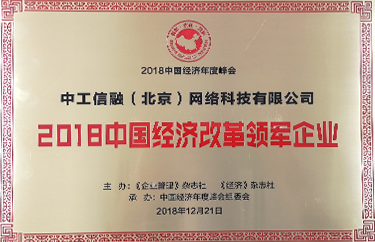 2018中国经济年度峰会
中工信融（北京）网络科技有限公司
2018中国经济改革领军企业
主 办：《企业管理》杂志社 《经济》杂志社
承 办：中国经济年度峰会组委会
2018年12月21日